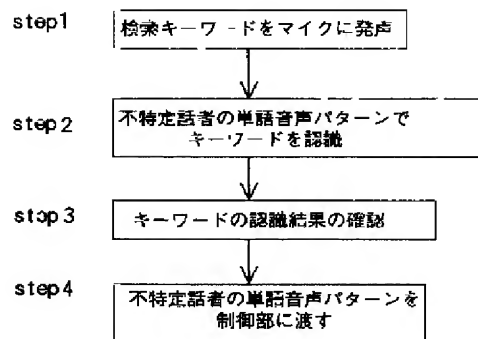 step1
検索キーワードをマイクに発声
step2
不特定話者の単語音声パターンで
キーワードを認識
step3
キーワードの認識結果の確認
step4
不特定話者の単語音声パターンを
制御部に渡す